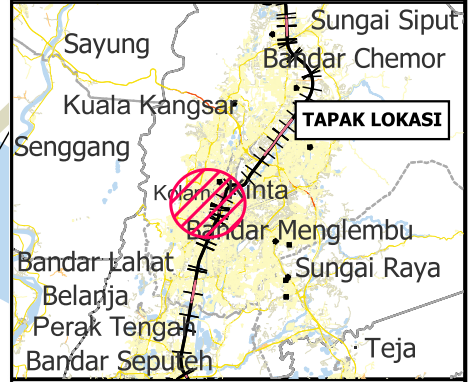 Sungai Siput
Sayung
Bandar Chemor
Kuala Kangsar
TAPAK LOKASI
Senggang
Kolam
Kinta
Bandar Menglembu
Bandar Lahat
Sungai Raya
Belanja
Perak Tengah
Teja
Bandar Seputeh